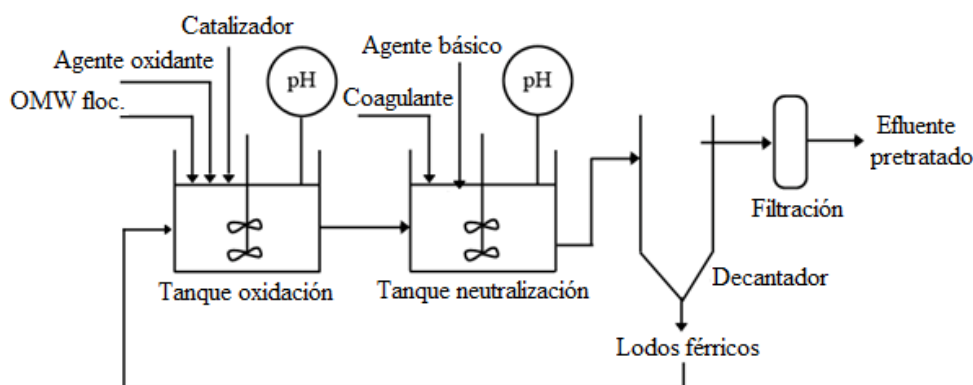 Catalizador
Agente oxidante
OMW floc.
pH
Agente básico
Coagulante
pH
Efluente
pretratado
Filtración
Tanque oxidación
Tanque neutralización
Decantador
Lodos férricos